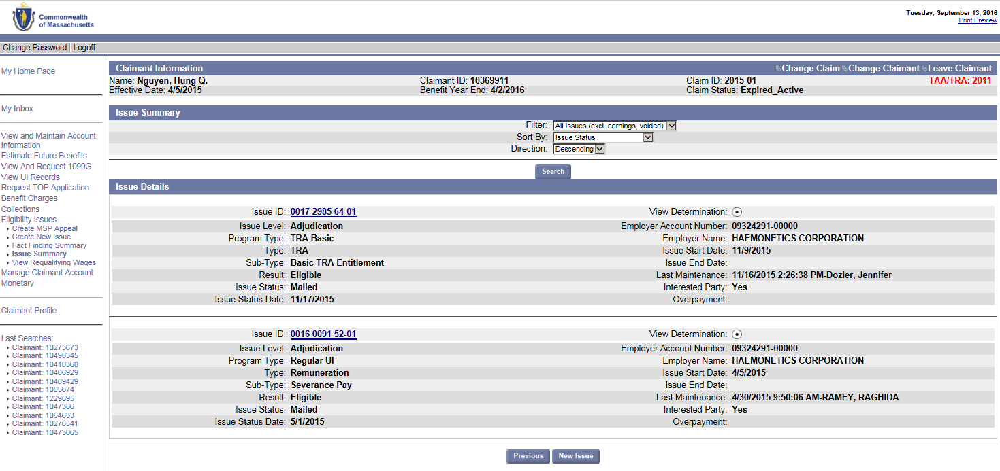 Commonwealth
of Massachusetts
Tuesday, September 13, 2016
Print Preview
Change Password Logoff
My Home Page
My Inbox
View and Maintain Account
Information
Estimate Future Benefits
View And Request 1099G
View UI Records
Request TOP Application
Benefit Charges
Collections
Eligibility Issues
Create MSP Appeal
Create New Issue
Fact Finding Summary
Issue Summary
View Requalifying Wages
Manage Claimant Account
Monetary
Claimant Profile
Last Searches:
Claimant: 10273673
Claimant: 10490345
Claimant: 10410360
Claimant: 10408929
Claimant: 10409429
Claimant: 1005674
Claimant: 1229895
Claimant: 1047386
Claimant: 1064633
Claimant: 10276541
Claimant: 10473865
Claimant Information Change Claim Change Claimant Leave Claimant
Name: Nguyen, Hung Q. Claimant ID: 10369911 Claim ID: 2015-01 TAA/TRA: 2011
Effective Date: 4/5/2015 Benefit Year End: 4/2/2016 Claim Status: Expired_Active
Issue Summary
Filter: All Issues (excl. earnings, voided)
Sort By: Issue Status
Direction: Descending
Search
Issue Details
Issue ID: 0017 2985 64-01 View Determination:
Issue Level: Adjudication Employer Account Number: 09324291-00000
Program Type: TRA Basic Employer Name: HAEMONETICS CORPORATION
Type: TRA Issue Start Date: 11/9/2015
Sub-Type: Basic TRA Entitlement Issue End Date:
Result: Eligible Last Maintenance: 11/16/2015 2:26:38 PM-Dozier, Jennifer
Issue Status: Mailed Interested Party: Yes
Issue Status Date: 11/17/2015 Overpayment:
Issue ID: 0016 0091 52-01 View Determination:
Issue Level: Adjudication Employer Account Number: 09324291-00000
Program Type: Regular UI Employer Name: HAEMONETICS CORPORATION
Type: Remuneration Issue Start Date: 4/5/2015
Sub-Type: Severance Pay Issue End Date:
Result: Eligible Last Maintenance: 4/30/2015 9:50:06 AM-RAMEY, RAGHIDA
Issue Status: Mailed Interested Party: Yes
Issue Status Date: 5/1/2015 Overpayment:
Previous New Issue